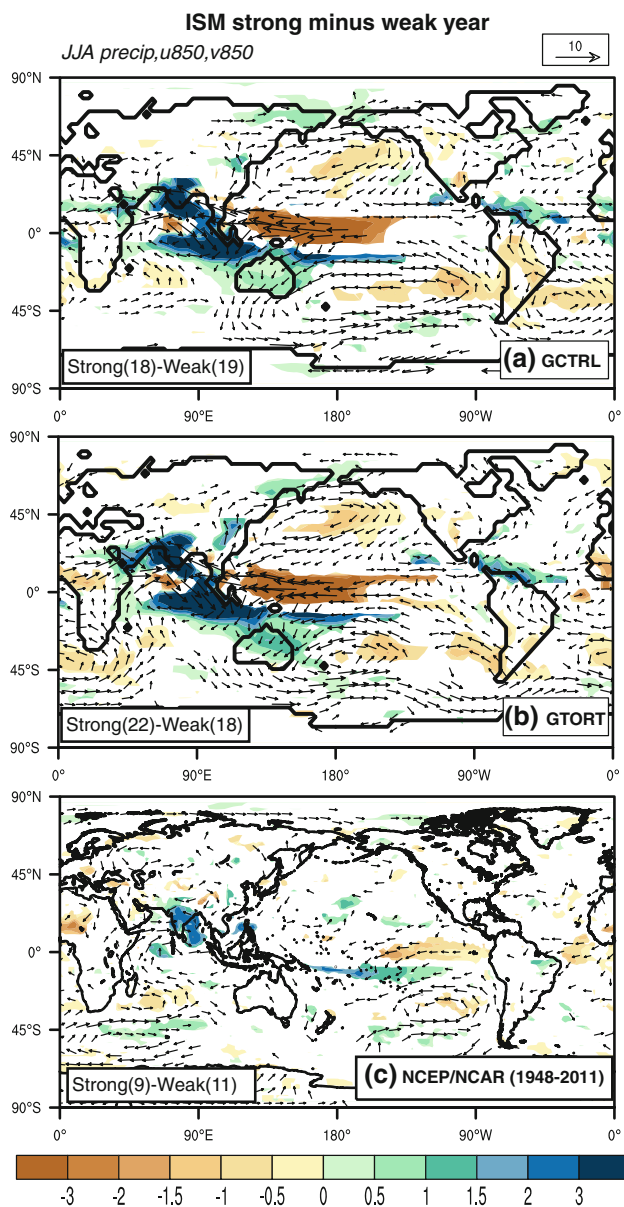 ISM strong minus weak year
JJA precip,u850,v850
10
90°N
45°N
0°
45°S
90°S
Strong(18)-Weak(19)
(a) GCTRL
0° 90°E 180° 90°W 0°
90°N
45°N
0°
45°S
90°S
Strong(22)-Weak(18)
(b) GTORT
0° 90°E 180° 90°W 0°
90°N
45°N
0°
45°S
90°S
Strong(9)-Weak(11)
(c) NCEP/NCAR (1948-2011)
0° 90°E 180° 90°W 0°
-3 -2 -1.5 -1 -0.5 0 0.5 1 1.5 2 3